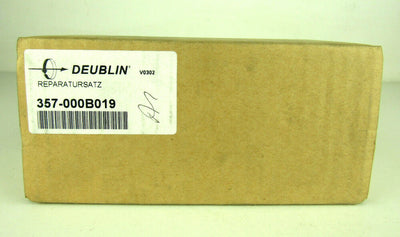 DEUBLIN® V0302
REPARATURSATZ
357-000B019